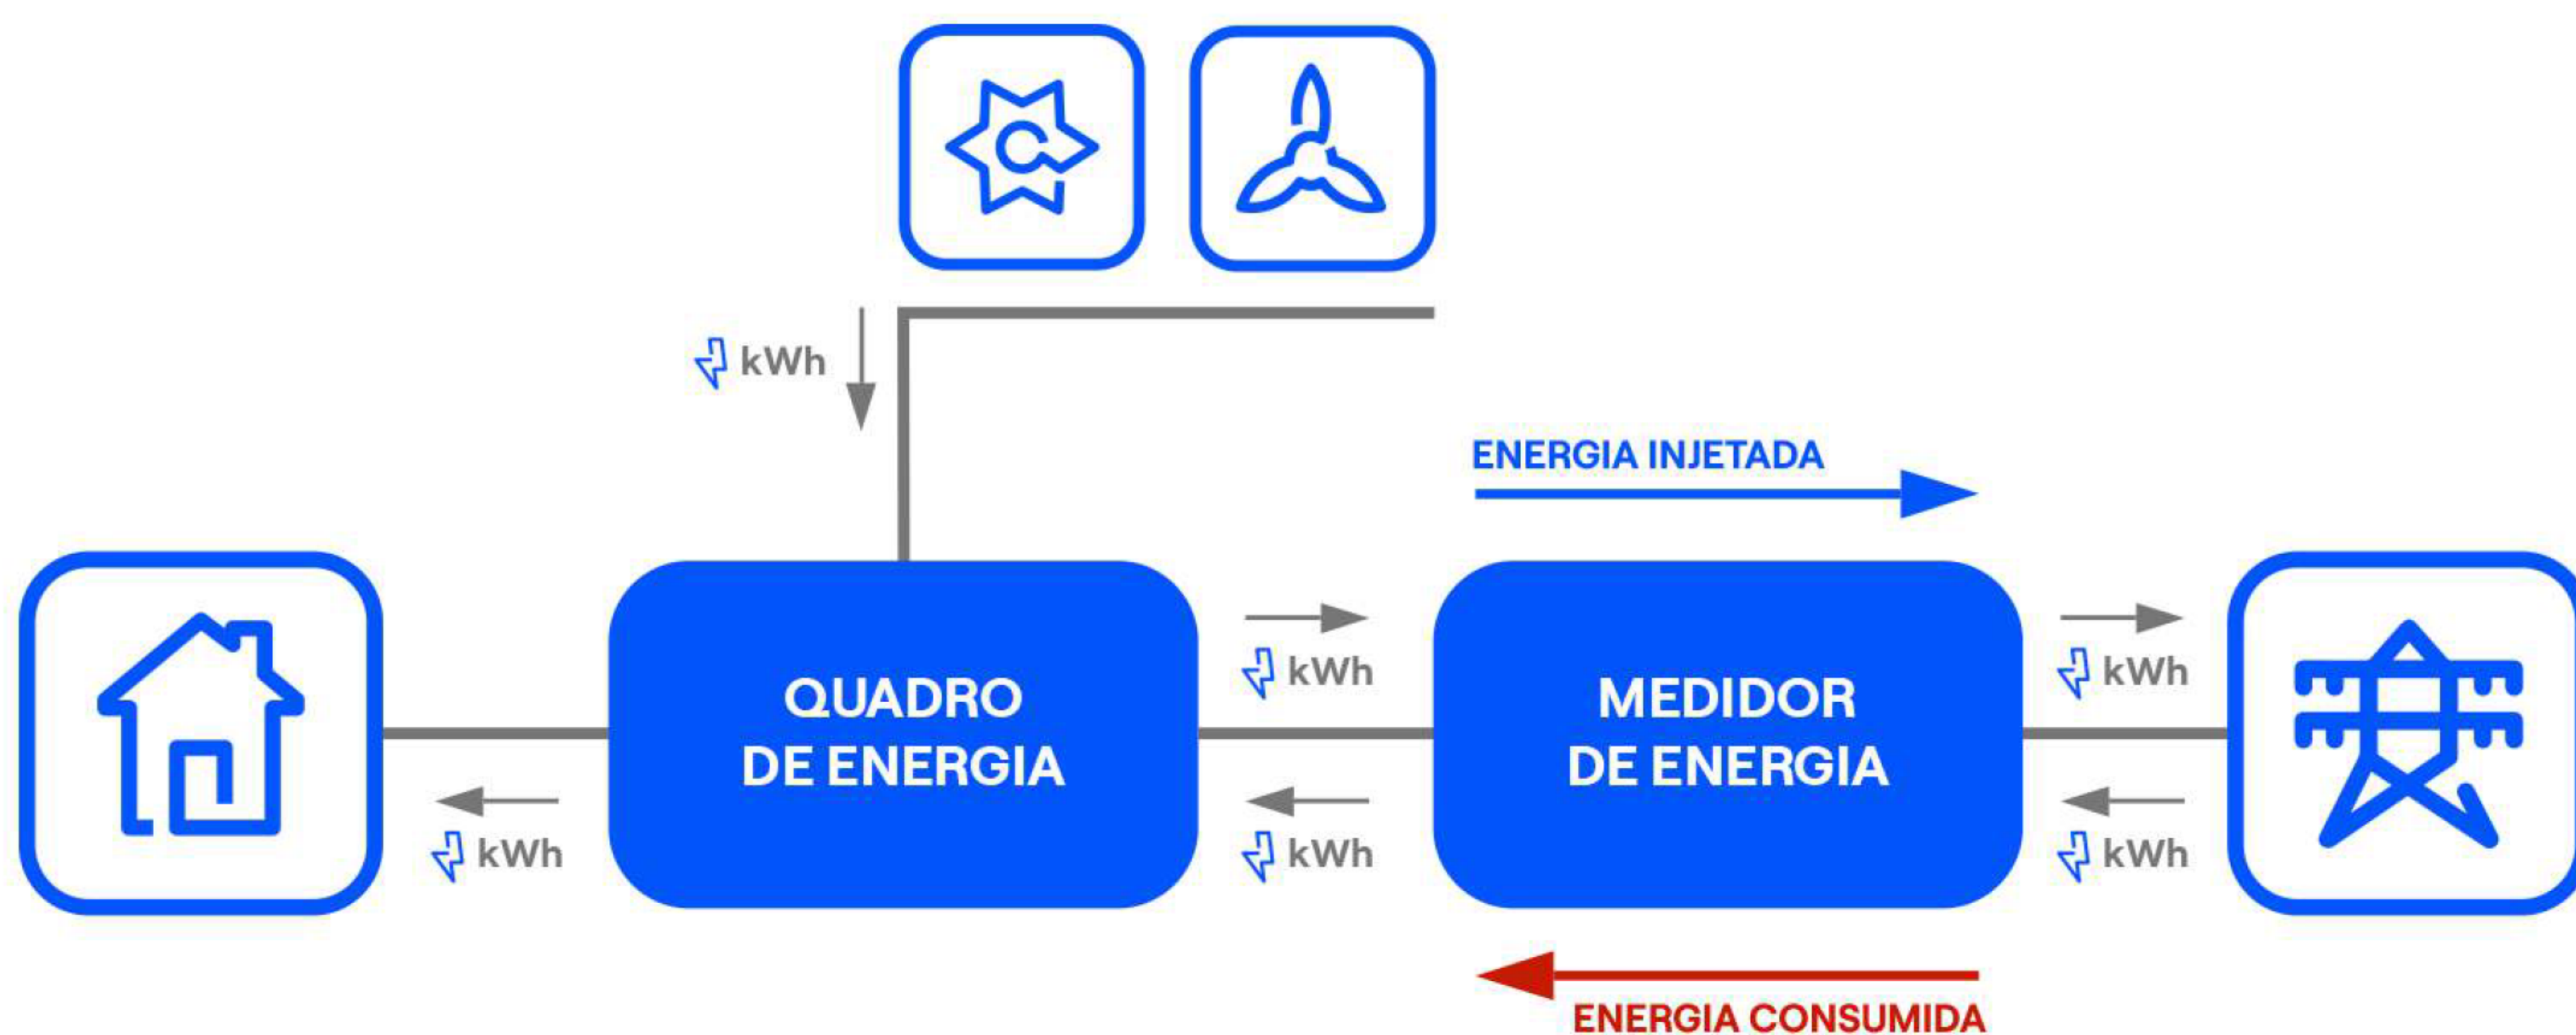 kWh
ENERGIA INJETADA
QUADRO
DE ENERGIA
kWh
MEDIDOR
DE ENERGIA
kWh
kWh
kWh
kWh
ENERGIA CONSUMIDA